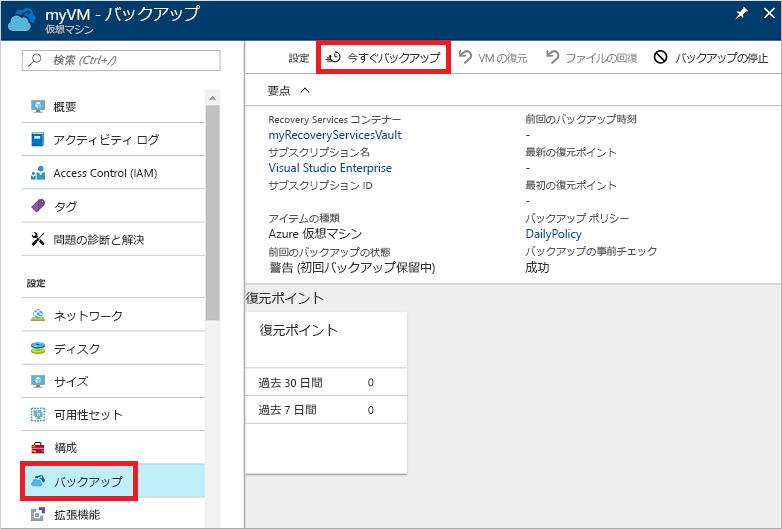 myVM - バックアップ
仮想マシン
検索 (Ctrl+/)
概要
アクティビティ ログ
Access Control (IAM)
タグ
問題の診断と解決
設定
ネットワーク
ディスク
サイズ
可用性セット
構成
バックアップ
拡張機能
設定
今すぐバックアップ
VM の復元
ファイルの回復
バックアップの停止
要点
Recovery Services コンテナー
myRecoveryServicesVault
サブスクリプション名
Visual Studio Enterprise
サブスクリプション ID
アイテムの種類
Azure 仮想マシン
前回のバックアップの状態
警告 (初回バックアップ保留中)
前回のバックアップ時刻
-
最新の復元ポイント
-
最初の復元ポイント
-
バックアップ ポリシー
DailyPolicy
バックアップの事前チェック
成功
復元ポイント
復元ポイント
過去 30 日間 0
過去 7 日間 0